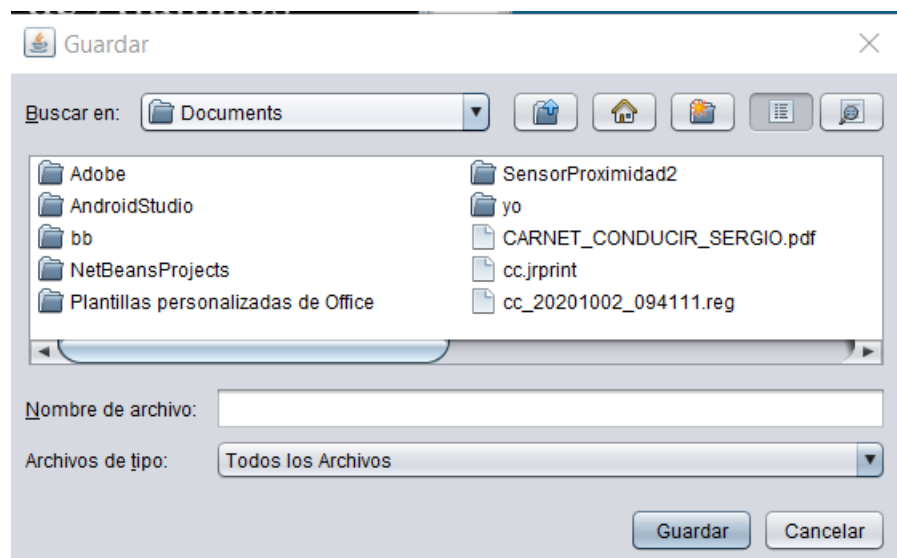 Guardar
Buscar en: Documents
Adobe
AndroidStudio
bb
NetBeansProjects
Plantillas personalizadas de Office
SensorProximidad2
yo
CARNET_CONDUCIR_SERGIO.pdf
cc.jrprint
cc_20201002_094111.reg
Nombre de archivo:
Archivos de tipo: Todos los Archivos
Guardar Cancelar